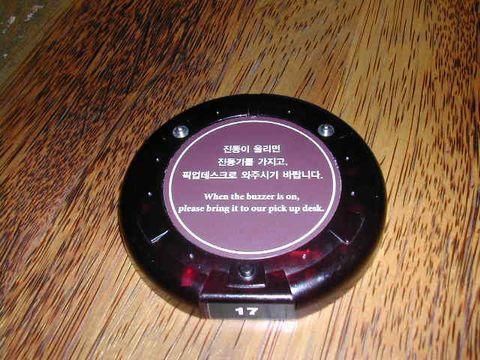 진동이 울리면
진동기를 가지고,
픽업데스크로 와주시기 바랍니다.
When the buzzer is on,
please bring it to our pick up desk.
17